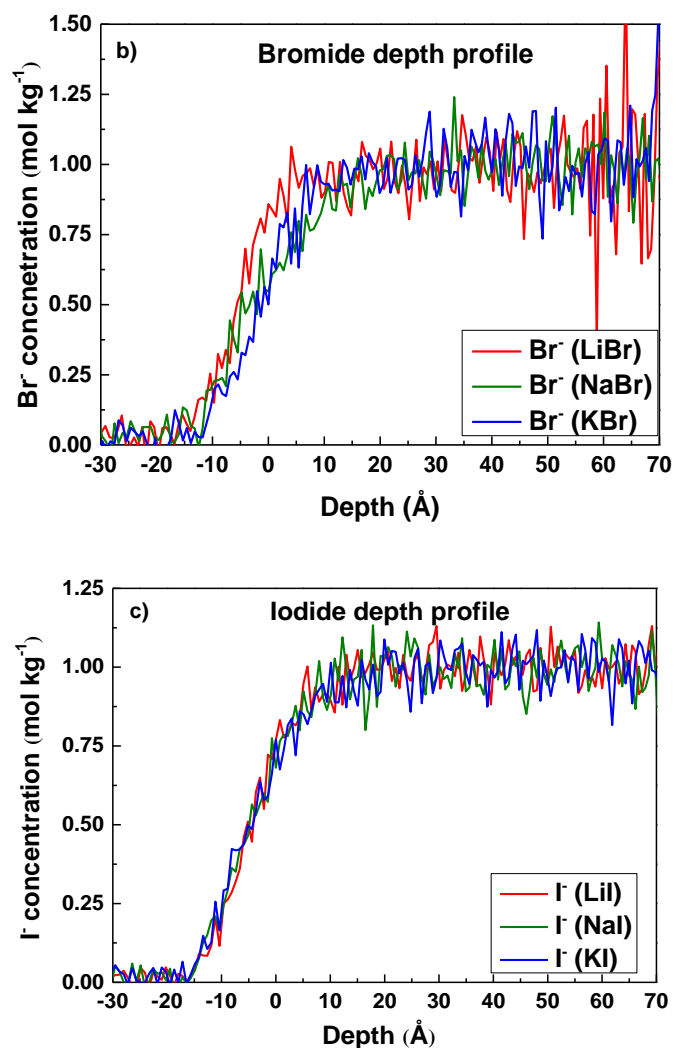 b)
Bromide depth profile
Br- concnetration (mol kg-1)
1.50
1.25
1.00
0.75
0.50
0.25
0.00
Br- (LiBr)
Br- (NaBr)
Br- (KBr)
-30 -20 -10 0 10 20 30 40 50 60 70
Depth (Å)
c)
Iodide depth profile
I- concentration (mol kg-1)
1.25
1.00
0.75
0.50
0.25
0.00
I- (LiI)
I- (NaI)
I- (KI)
-30 -20 -10 0 10 20 30 40 50 60 70
Depth (Å)